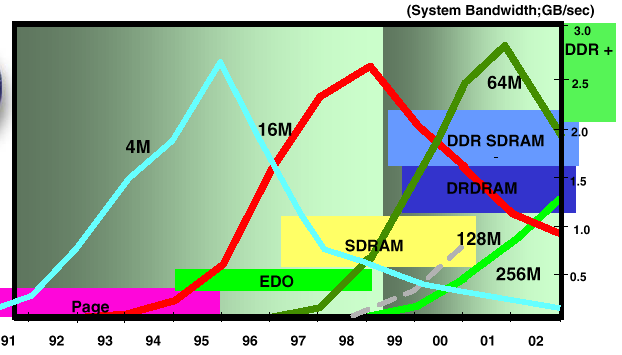 (System Bandwidth;GB/sec)
3.0
DDR +
2.5
64M
4M
16M
2.0
DDR SDRAM
1.5
DRDRAM
1.0
128M
SDRAM
256M
0.5
EDO
Page
91 92 93 94 95 96 97 98 99 00 01 02